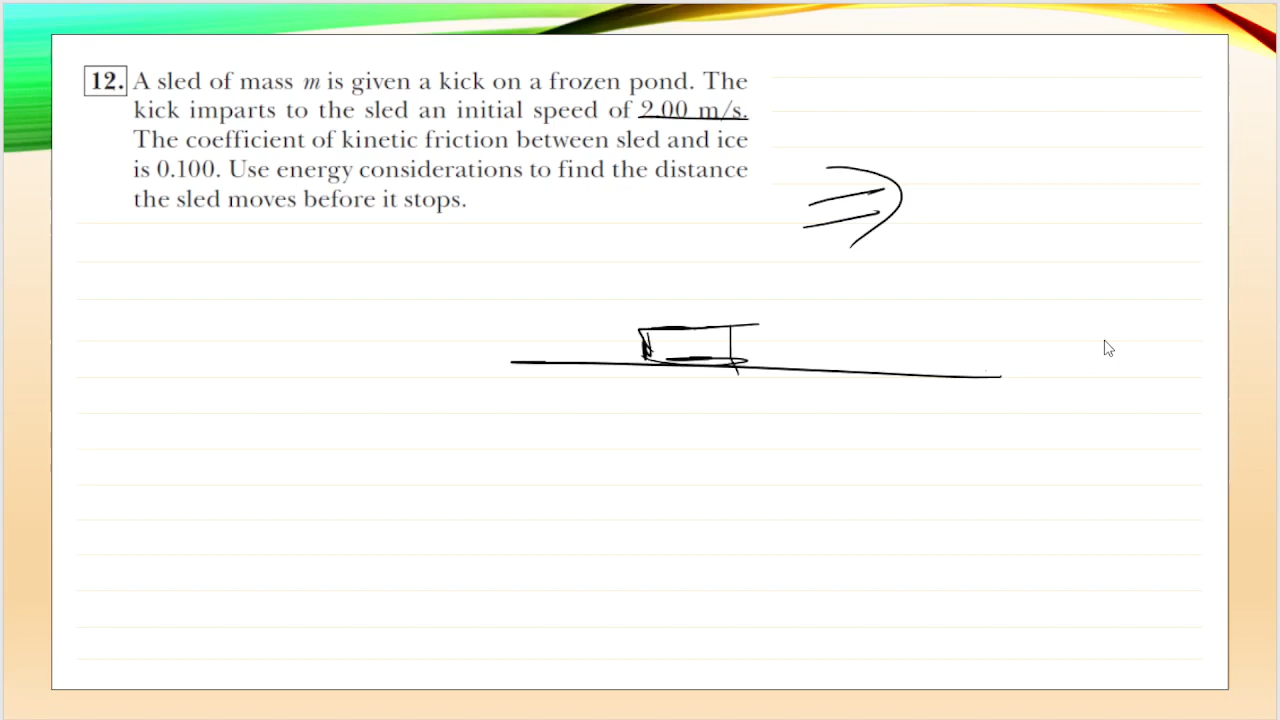 12. A sled of mass m is given a kick on a frozen pond. The
kick imparts to the sled an initial speed of 2.00 m/s.
The coefficient of kinetic friction between sled and ice
is 0.100. Use energy considerations to find the distance
the sled moves before it stops.